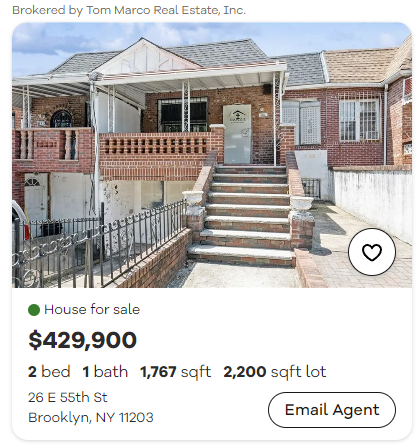 Brokered by Tom Marco Real Estate, Inc.
House for sale
$429,900
2 bed 1 bath 1,767 sqft 2,200 sqft lot
26 E 55th St
Brooklyn, NY 11203
Email Agent